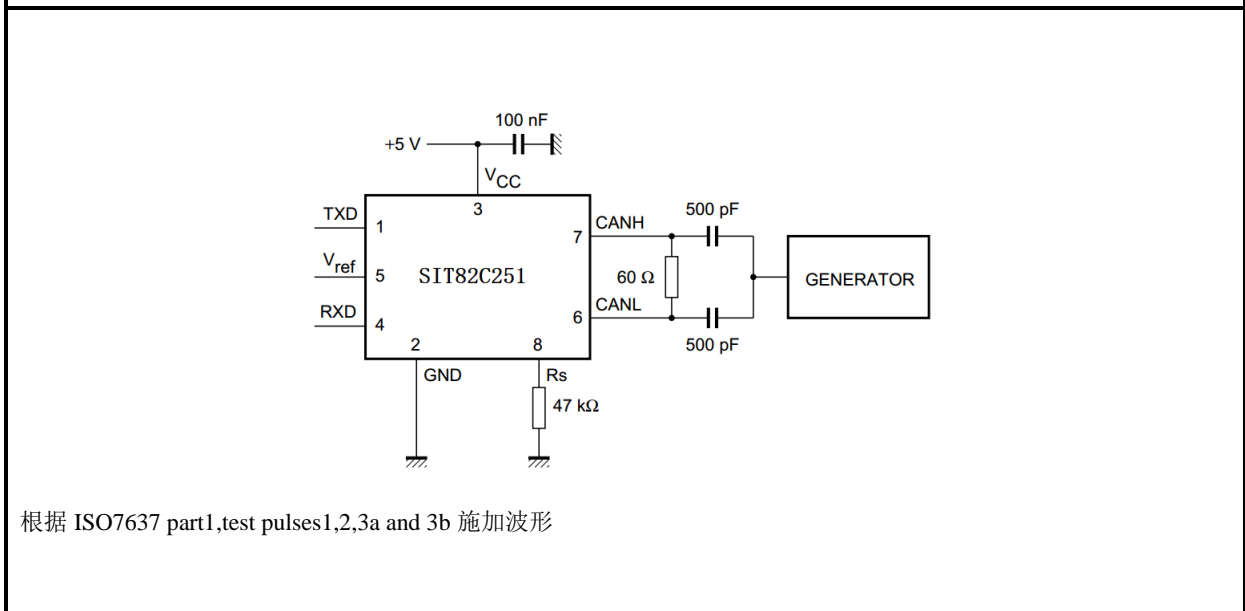 100 nF
+5 V
VCC
3
500 pF
TXD
1
CANH
7
Vref
5
SIT82C251
60 Ω
GENERATOR
RXD
4
CANL
6
2
8
500 pF
GND
Rs
47 kΩ
根据 ISO7637 part1,test pulses1,2,3a and 3b 施加波形